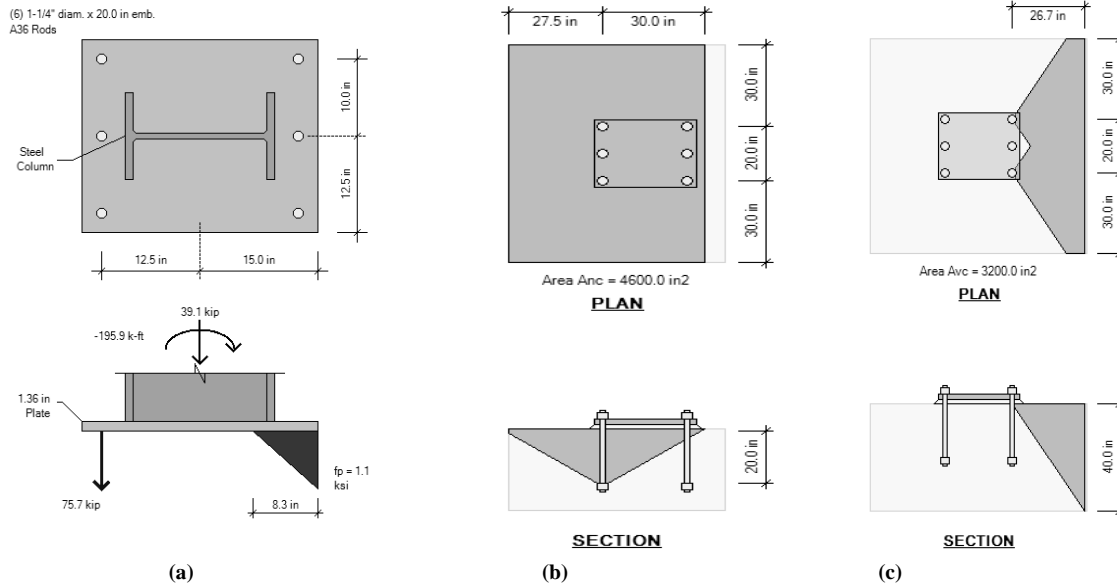 (6) 1-1/4" diam. x 20.0 in emb.
A36 Rods
10.0 in
12.5 in
Steel
Column
12.5 in
15.0 in
39.1 kip
-195.9 k-ft
1.36 in
Plate
75.7 kip
8.3 in
fp = 1.1
ksi
(a)
27.5 in
30.0 in
30.0 in
20.0 in
30.0 in
Area Anc = 4600.0 in2
PLAN
20.0 in
SECTION
(b)
26.7 in
30.0 in
20.0 in
30.0 in
Area Avc = 3200.0 in2
PLAN
40.0 in
SECTION
(c)